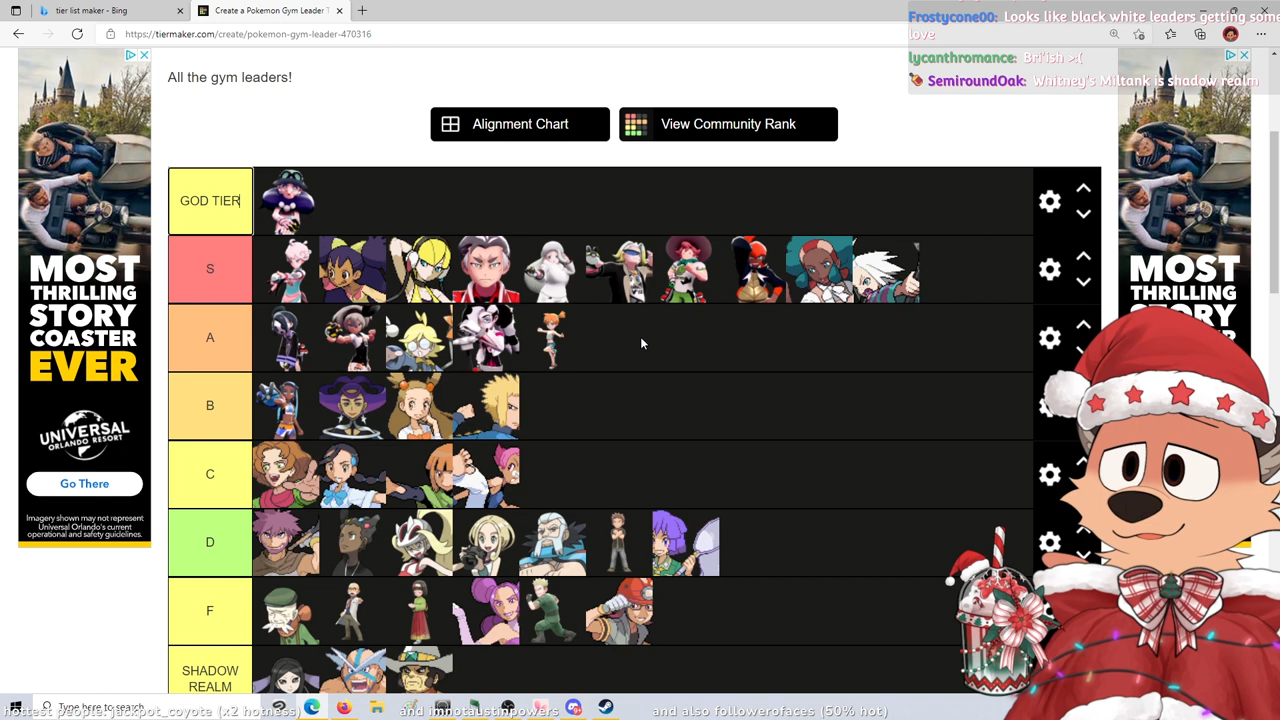 tier list maker - Bing
Create a Pokemon Gym Leader T
https://tiermaker.com/create/pokemon-gym-leader-470316
Frostycone00: Looks like black white leaders getting some
love
lycanthromance: Bri'ish >:(
SemiroundOak: Whitney's Miltank is shadow realm
All the gym leaders!
Alignment Chart
View Community Rank
GOD TIER
S
A
B
C
D
F
SHADOW
REALM
MOST
THRILLING
STORY
COASTER
EVER
UNIVERSAL
ORLANDO RESORT
Go There
Imagery shown may not represent
Universal Orlando's current
operational and safety guidelines.
MOST
THRILLING
STORY
Type here to search
hottest people: jackpot_coyote (x2 hotness)
and imnotaustinpowers
and also followerofaces (50% hot)